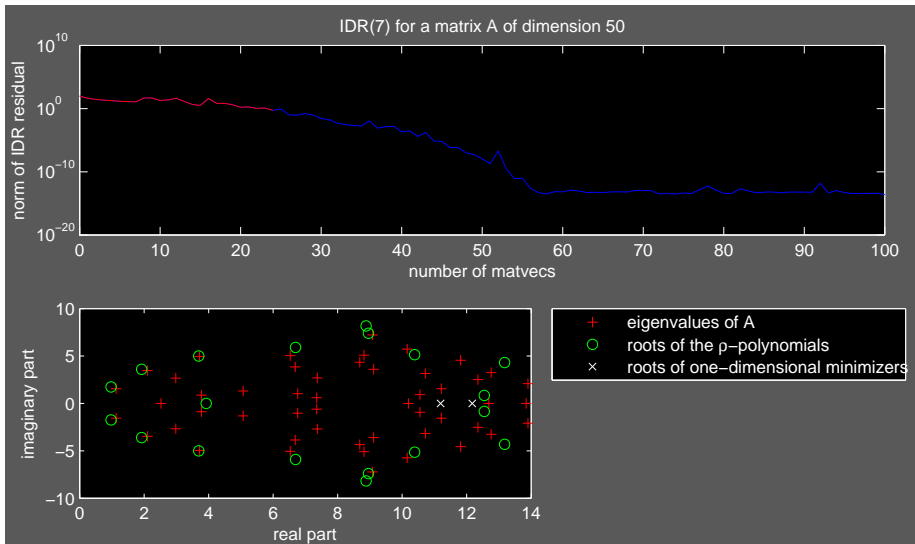 IDR(7) for a matrix A of dimension 50
norm of IDR residual
10^10
10^0
10^−10
10^−20
0 10 20 30 40 50 60 70 80 90 100
number of matvecs
imaginary part
10
5
0
−5
−10
0 2 4 6 8 10 12 14
real part
eigenvalues of A
roots of the ρ−polynomials
roots of one−dimensional minimizers